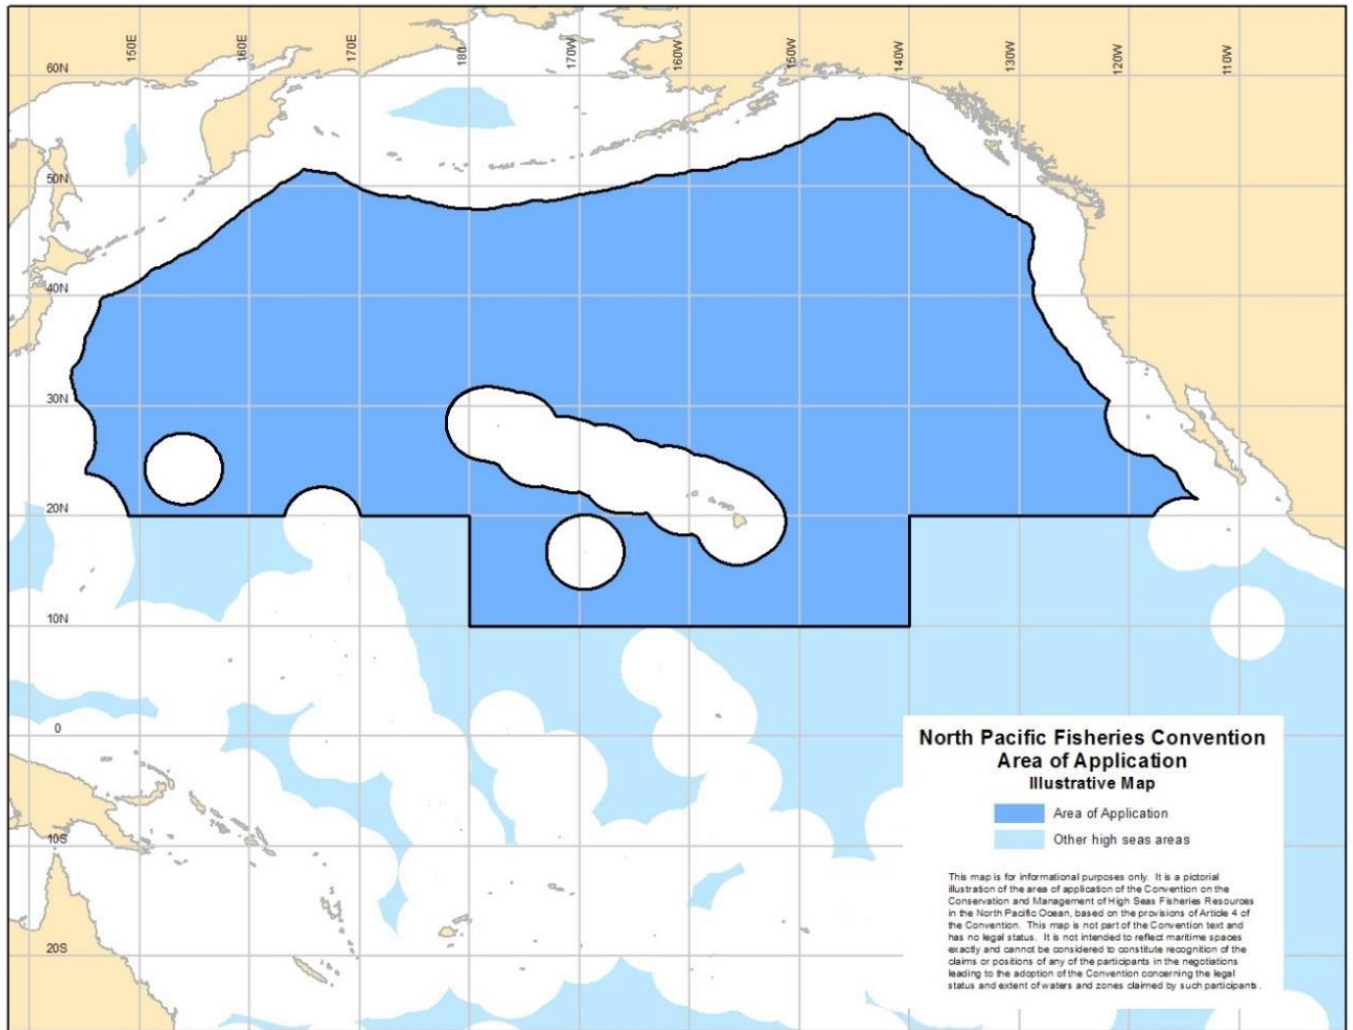 150E 160E 170E 180 170W 160W 150W 140W 130W 120W 110W
60N
50N
40N
30N
20N
10N
0
10S
20S
North Pacific Fisheries Convention
Area of Application
Illustrative Map
Area of Application
Other high seas areas
This map is for informational purposes only. It is a pictorial
illustration of the area of application of the Convention on the
Conservation and Management of High Seas Fisheries Resources
in the North Pacific Ocean, based on the provisions of Article 4 of
the Convention. This map is not part of the Convention text and
has no legal status. It is not intended to reflect maritime spaces
exactly and cannot be considered to constitute recognition of the
claims or positions of any of the participants in the negotiations
leading to the adoption of the Convention concerning the legal
status and extent of waters and zones claimed by such participants.